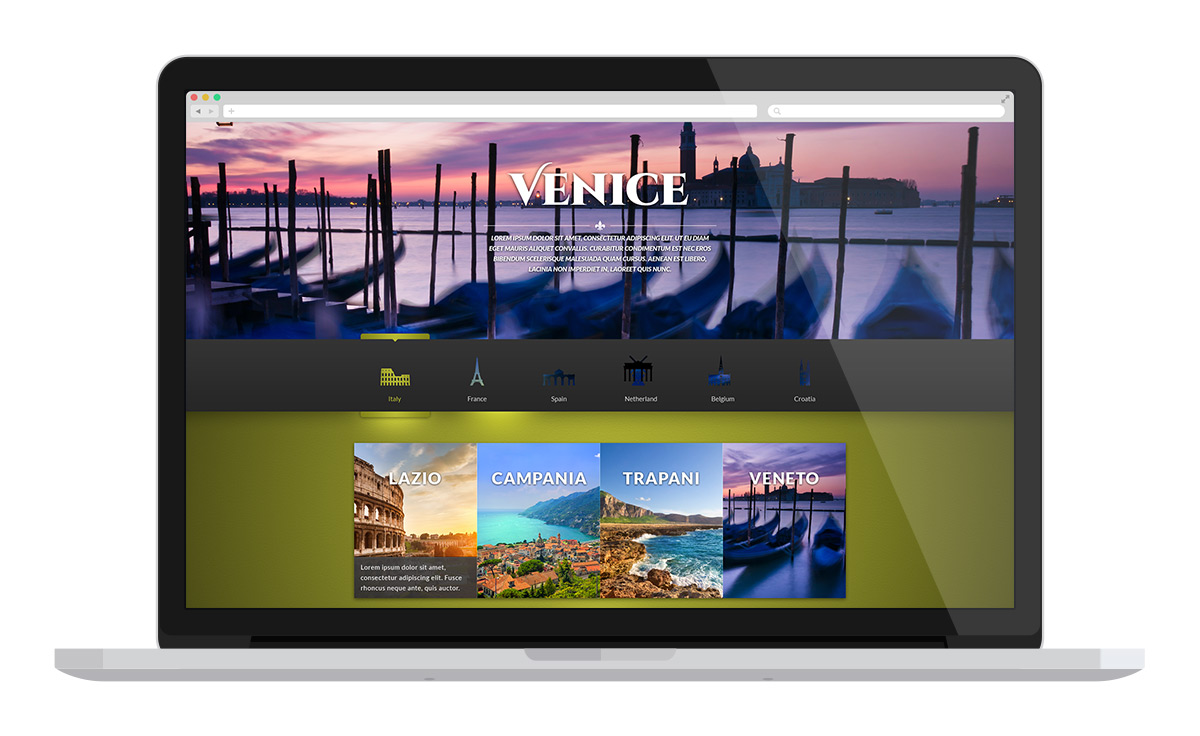 VENICE
LOREM IPSUM DOLOR SIT AMET, CONSECTETUR ADIPISCING ELIT. UT EU DIAM
EGET MAURIS ALIQUET CONVALLIS. CURABITUR CONDIMENTUM EST NEC EROS
BIBENDUM SCELERISQUE MALESUADA QUAM CURSUS. AENEAN EST LIBERO,
LACINIA NON IMPERDIET IN, LAOREET QUIS NUNC.
Italy France Spain Netherland Belgium Croatia
LAZIO CAMPANIA TRAPANI VENETO
Lorem ipsum dolor sit amet,
consectetur adipiscing elit. Fusce
rhoncus neque ante, quis auctor.